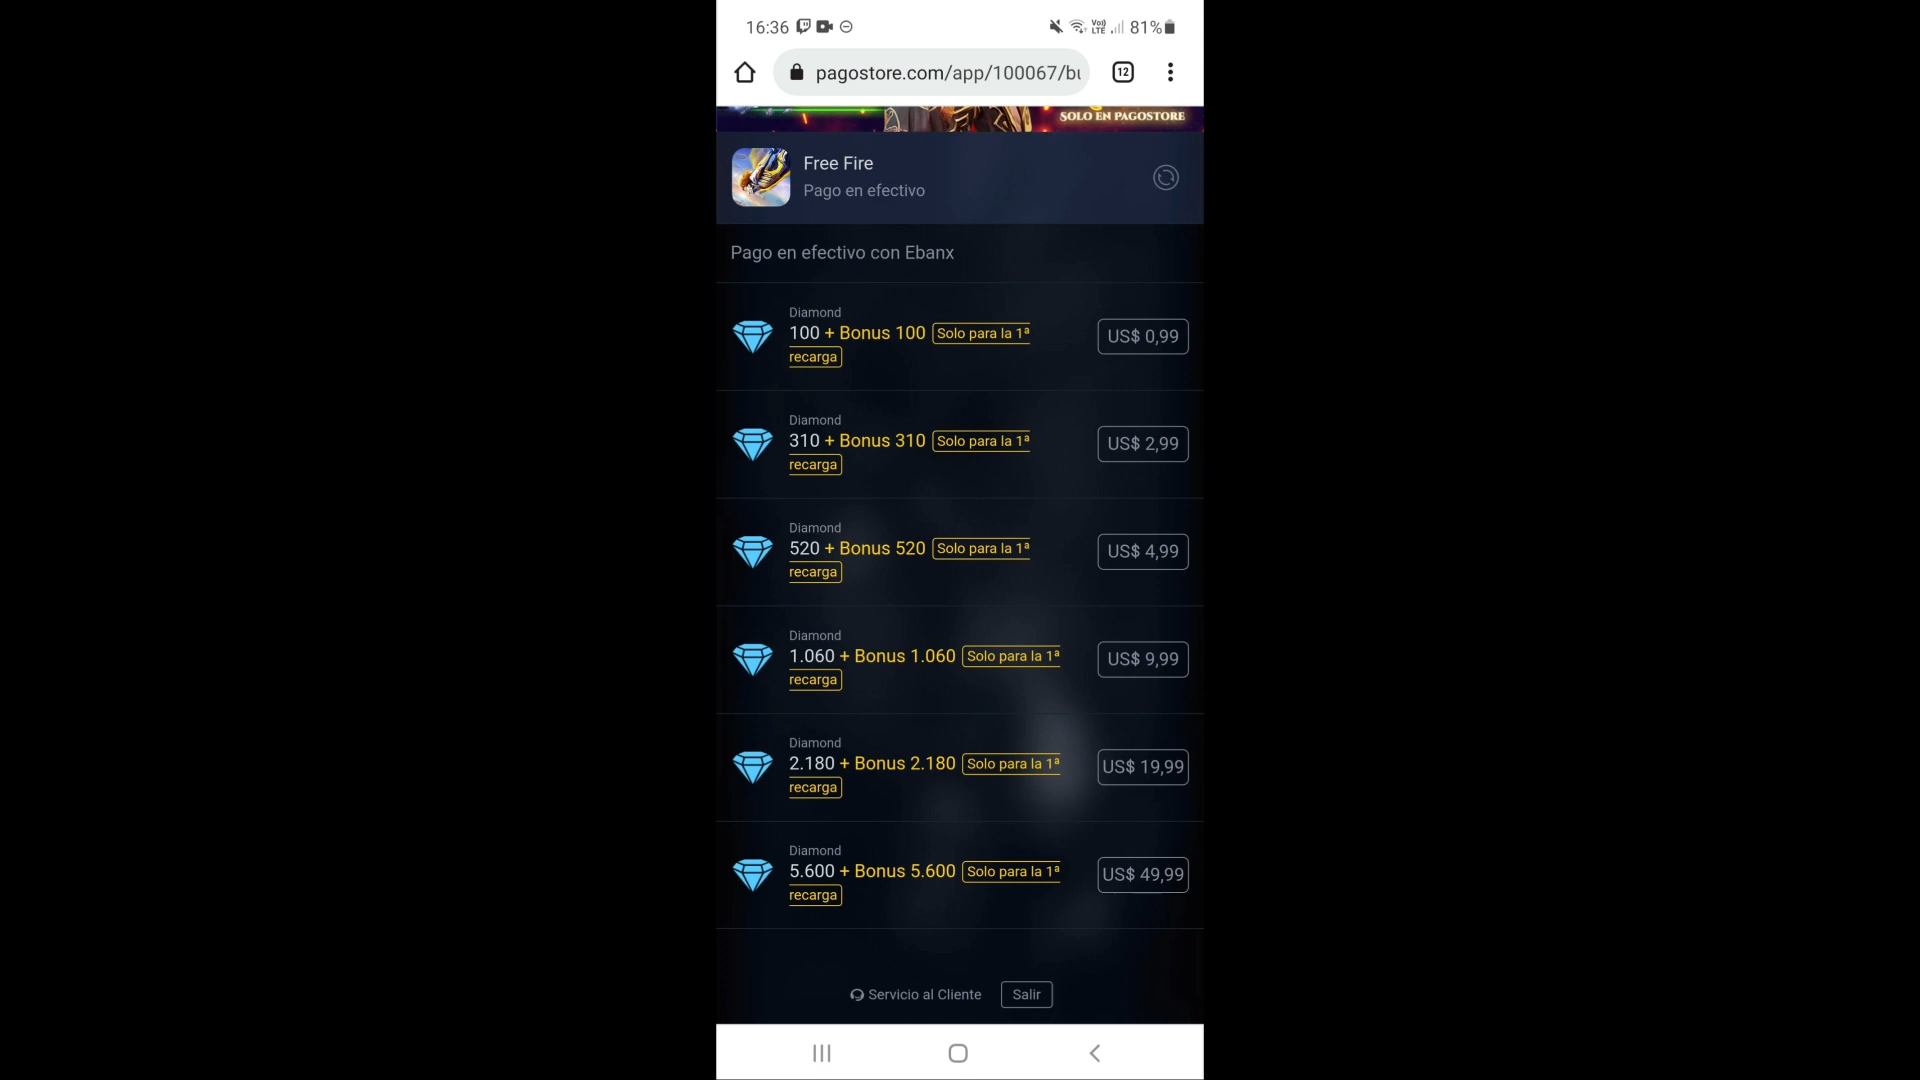 16:36 Vo)) LTE 81%
pagostore.com/app/100067/bu 12
SOLO EN PAGOSTORE
Free Fire
Pago en efectivo
Pago en efectivo con Ebanx
Diamond
100 + Bonus 100 Solo para la 1ª
recarga
US$ 0,99
Diamond
310 + Bonus 310 Solo para la 1ª
recarga
US$ 2,99
Diamond
520 + Bonus 520 Solo para la 1ª
recarga
US$ 4,99
Diamond
1.060 + Bonus 1.060 Solo para la 1ª
recarga
US$ 9,99
Diamond
2.180 + Bonus 2.180 Solo para la 1ª
recarga
US$ 19,99
Diamond
5.600 + Bonus 5.600 Solo para la 1ª
recarga
US$ 49,99
Servicio al Cliente Salir